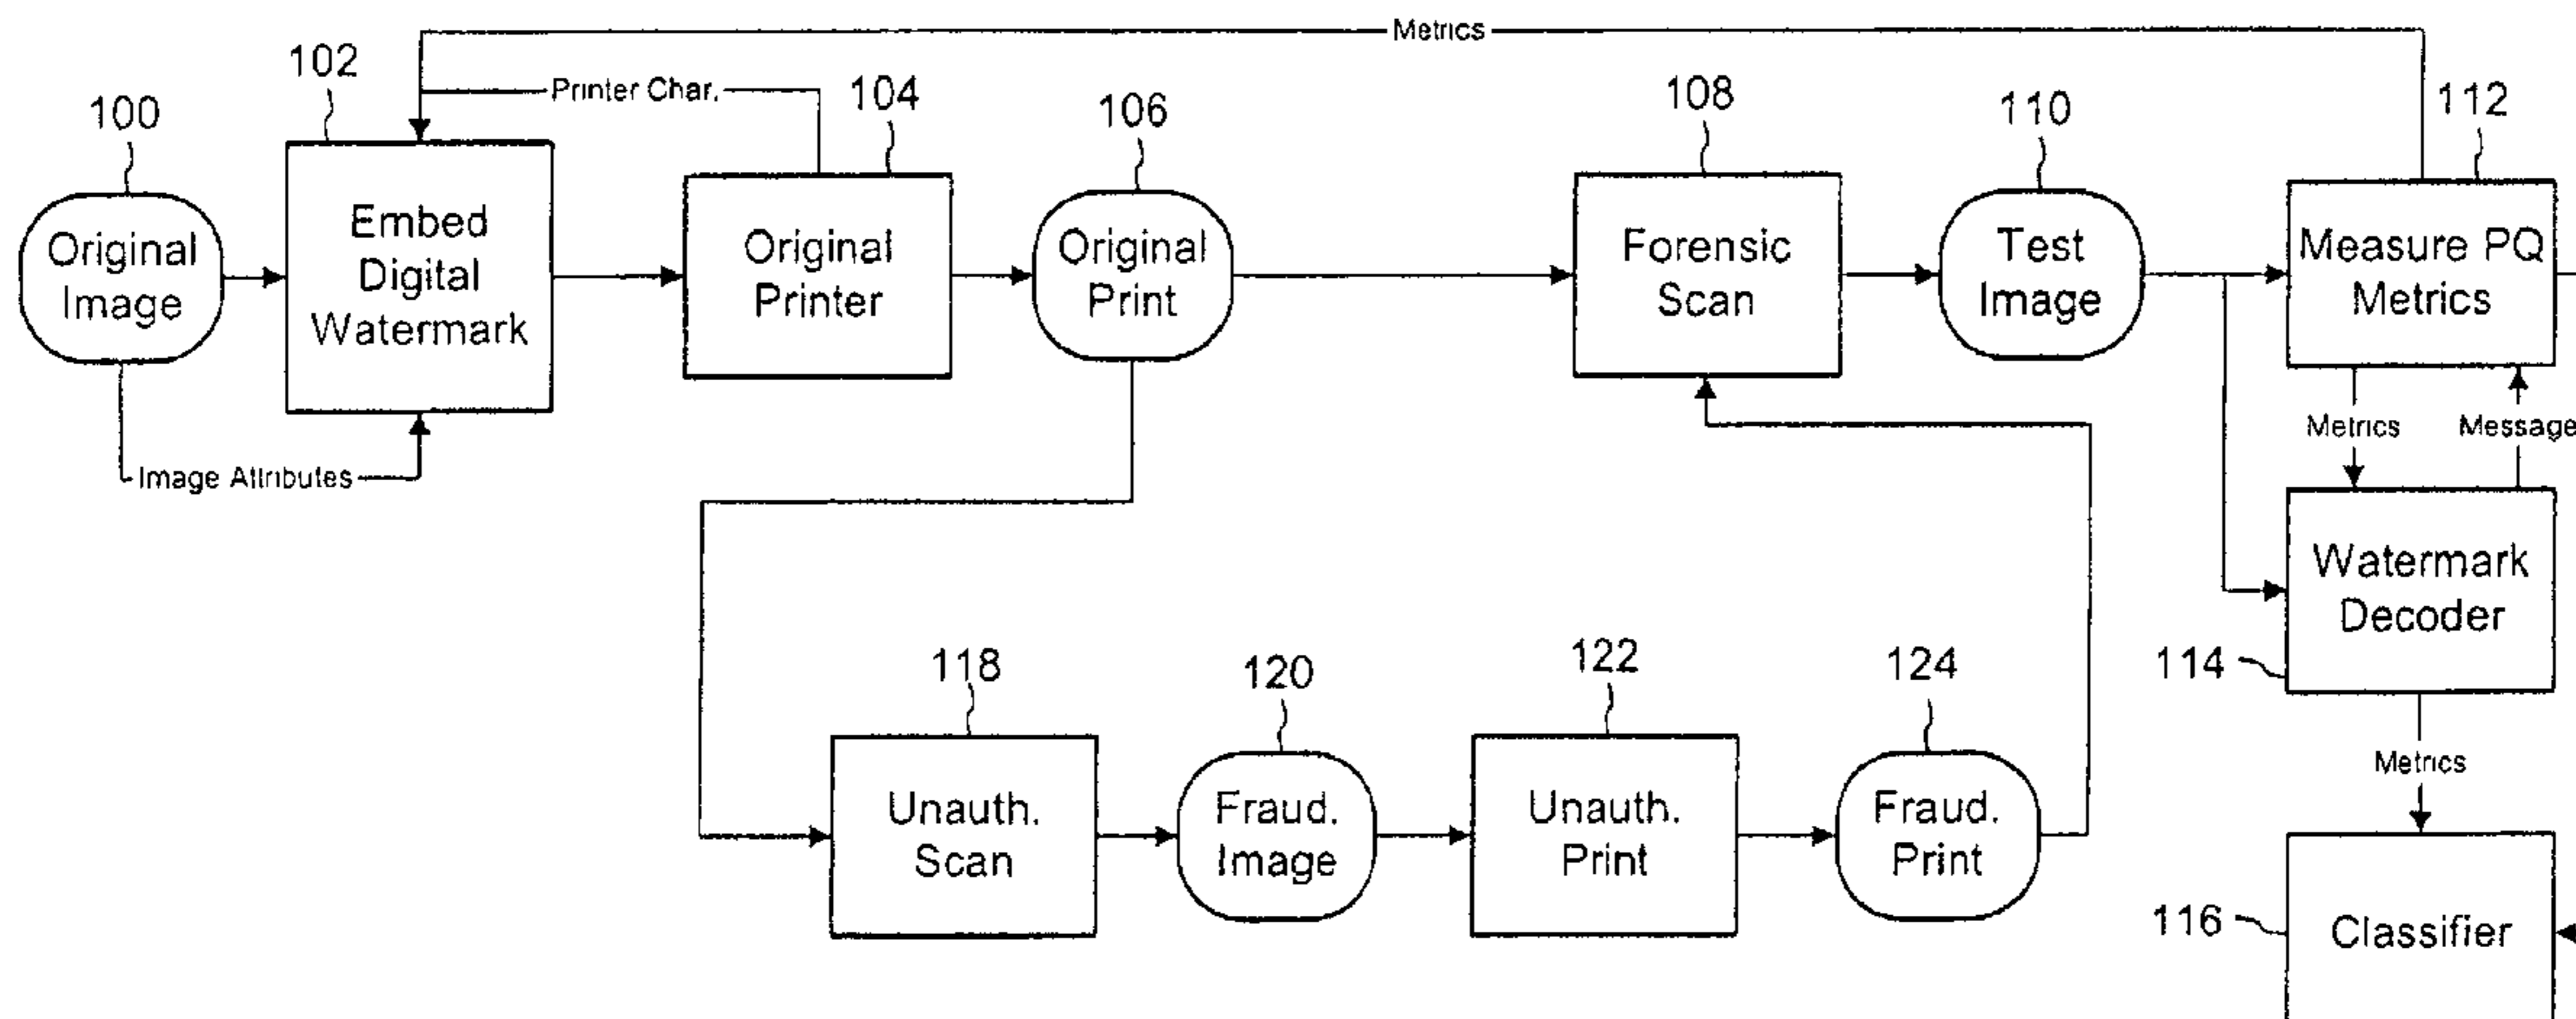 Metrics
102
Printer Char.
104
100
106
108
110
112
Original
Image
Embed
Digital
Watermark
Original
Printer
Original
Print
Forensic
Scan
Test
Image
Measure PQ
Metrics
Image Attributes
Metrics
Message
Watermark
Decoder
114
118
120
122
124
Metrics
Unauth.
Scan
Fraud.
Image
Unauth.
Print
Fraud.
Print
116
Classifier